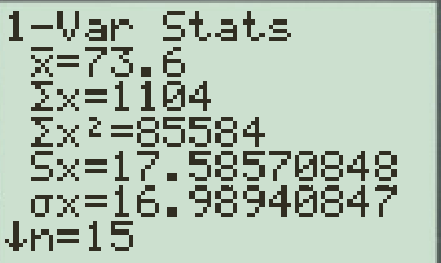 1-Var Stats
x̄=73.6
Σx=1104
Σx²=85584
Sx=17.58570848
σx=16.98940847
↓n=15